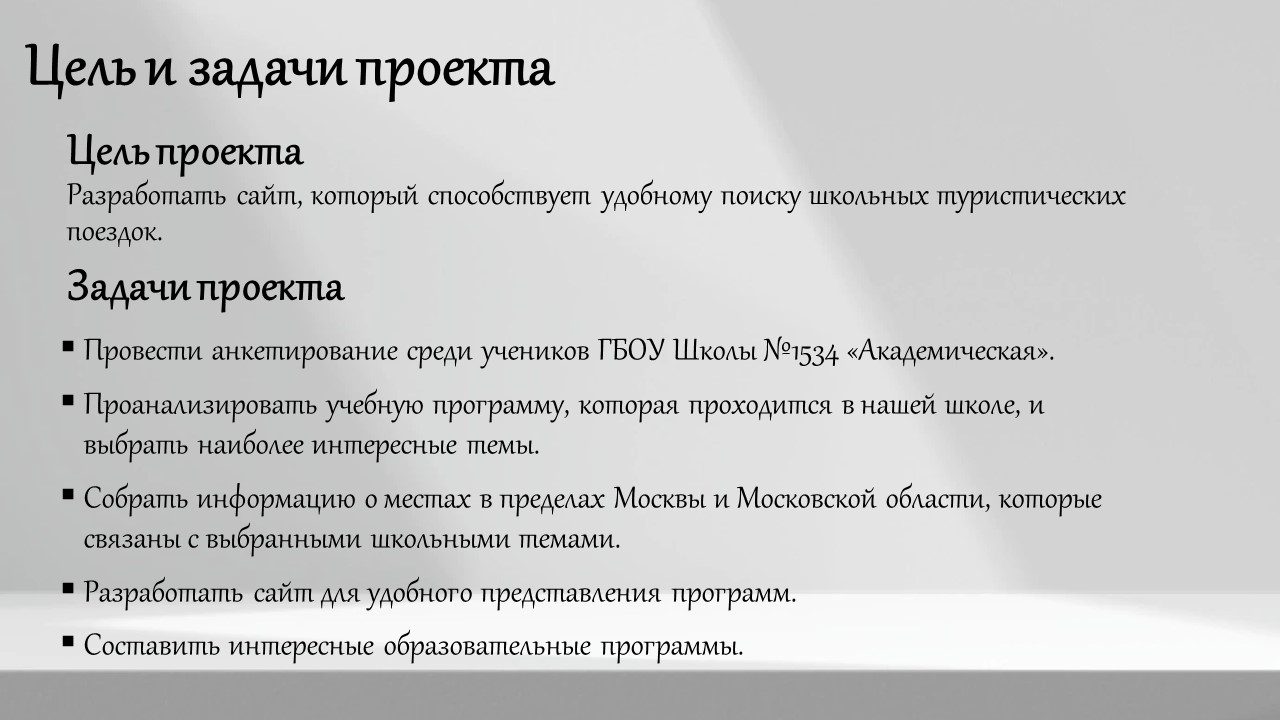 Цель и задачи проекта
Цель проекта
Разработать сайт, который способствует удобному поиску школьных туристических
поездок.
Задачи проекта
▪ Провести анкетирование среди учеников ГБОУ Школы №1534 «Академическая».
▪ Проанализировать учебную программу, которая проходится в нашей школе, и
выбрать наиболее интересные темы.
▪ Собрать информацию о местах в пределах Москвы и Московской области, которые
связаны с выбранными школьными темами.
▪ Разработать сайт для удобного представления программ.
▪ Составить интересные образовательные программы.